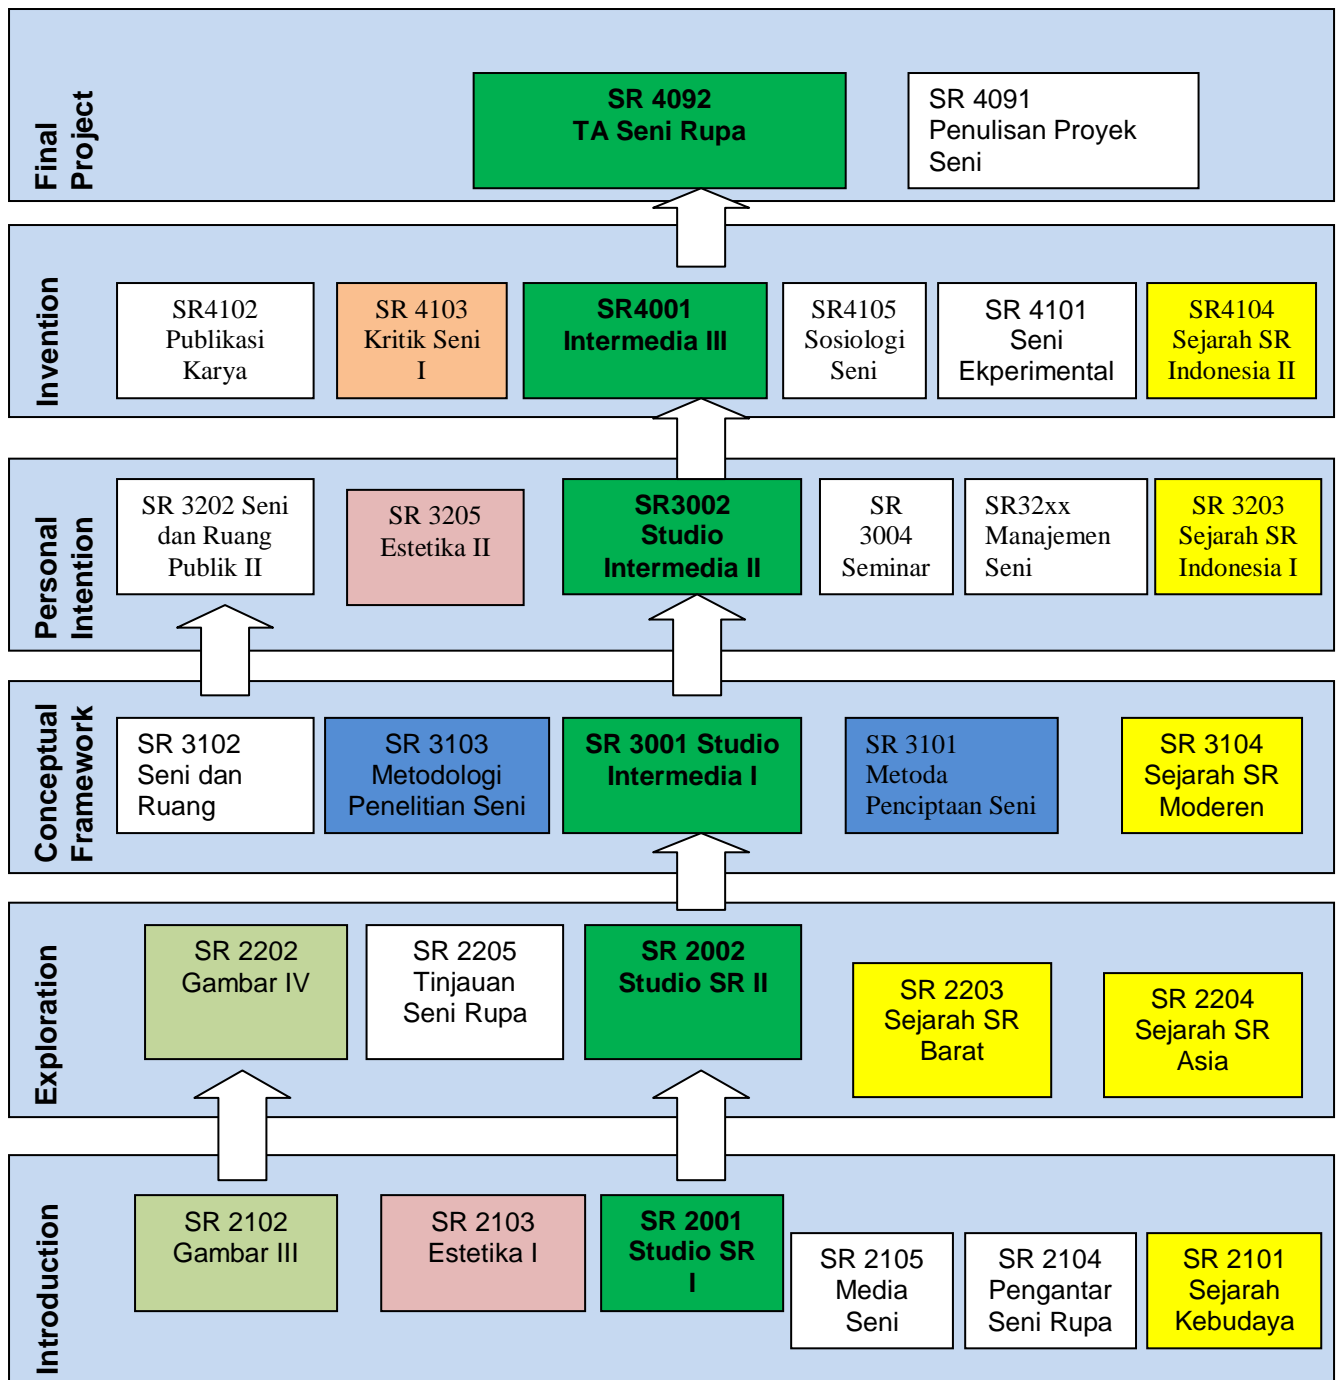 Final
Project
SR 4092
TA Seni Rupa
SR 4091
Penulisan Proyek
Seni
Invention
SR4102
Publikasi
Karya
SR 4103
Kritik Seni
I
SR4001
Intermedia III
SR4105
Sosiologi
Seni
SR 4101
Seni
Ekperimental
SR4104
Sejarah SR
Indonesia II
Personal
Intention
SR 3202 Seni
dan Ruang
Publik II
SR 3205
Estetika II
SR3002
Studio
Intermedia II
SR
3004
Seminar
SR32xx
Manajemen
Seni
SR 3203
Sejarah SR
Indonesia I
Conceptual
Framework
SR 3102
Seni dan
Ruang
SR 3103
Metodologi
Penelitian Seni
SR 3001 Studio
Intermedia I
SR 3101
Metoda
Penciptaan Seni
SR 3104
Sejarah SR
Moderen
Exploration
SR 2202
Gambar IV
SR 2205
Tinjauan
Seni Rupa
SR 2002
Studio SR II
SR 2203
Sejarah SR
Barat
SR 2204
Sejarah SR
Asia
Introduction
SR 2102
Gambar III
SR 2103
Estetika I
SR 2001
Studio SR
I
SR 2105
Media
Seni
SR 2104
Pengantar
Seni Rupa
SR 2101
Sejarah
Kebudaya